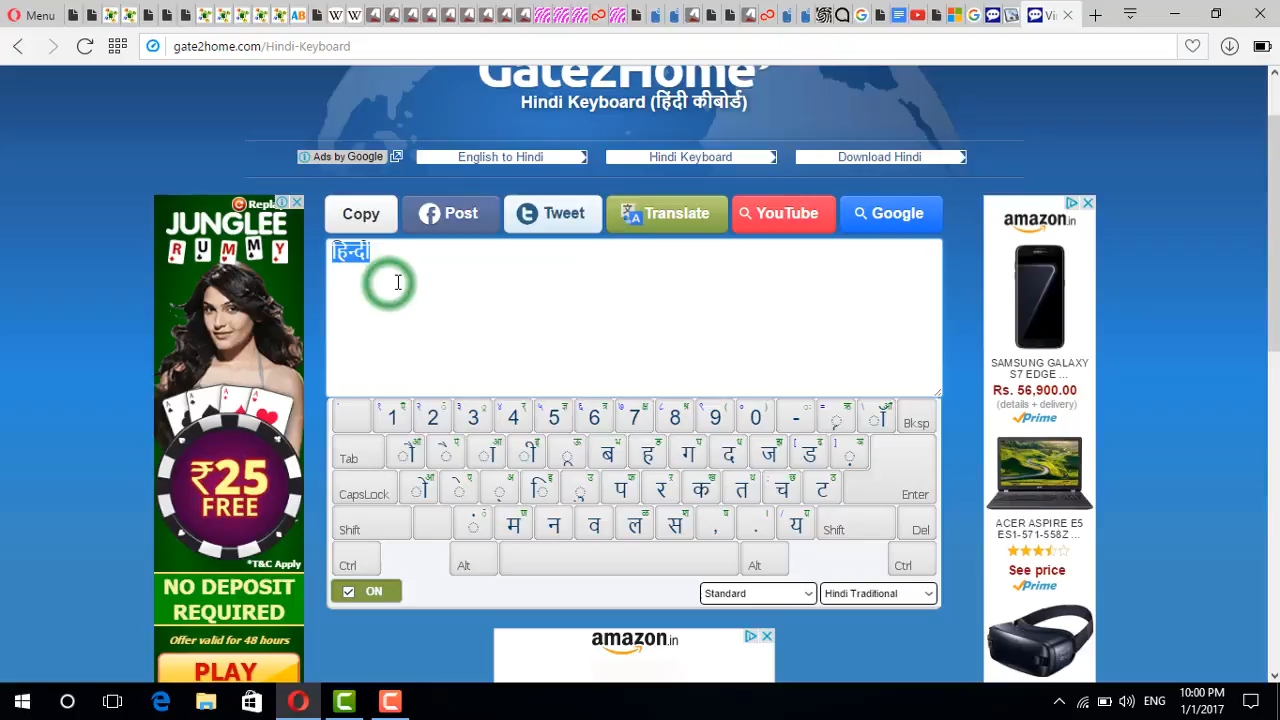 Menu
gate2home.com/Hindi-Keyboard
Gate2Home
Hindi Keyboard (हिंदी कीबोर्ड)
Ads by Google
English to Hindi
Hindi Keyboard
Download Hindi
Copy
Post
Tweet
Translate
YouTube
Google
हिन्दी
JUNGLEE
RUMMY
₹25
FREE
*T&C Apply
NO DEPOSIT
REQUIRED
Offer valid for 48 hours
PLAY
amazon.in
SAMSUNG GALAXY
S7 EDGE ...
Rs. 56,900.00
(details + delivery)
Prime
ACER ASPIRE E5
ES1-571-558Z ...
See price
Prime
1 2 3 4 5 6 7 8 9 0 - Bksp
Tab ौ ै ा ी ू ब ह ग द ज ड ़
CapsLock ो े ् ि ु प र क त च ट Enter
Shift ं म न व ल स , . य Shift Del
Ctrl Alt Alt Ctrl
ON
Standard
Hindi Traditional
amazon.in
ENG
10:00 PM
1/1/2017